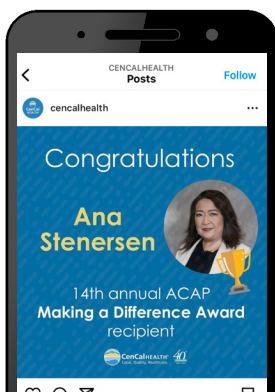 CENCALHEALTH
Posts
Follow
cencalhealth
Congratulations
Ana
Stenersen
14th annual ACAP
Making a Difference Award
recipient
CenCalHEALTH
Local. Quality. Healthcare.
40